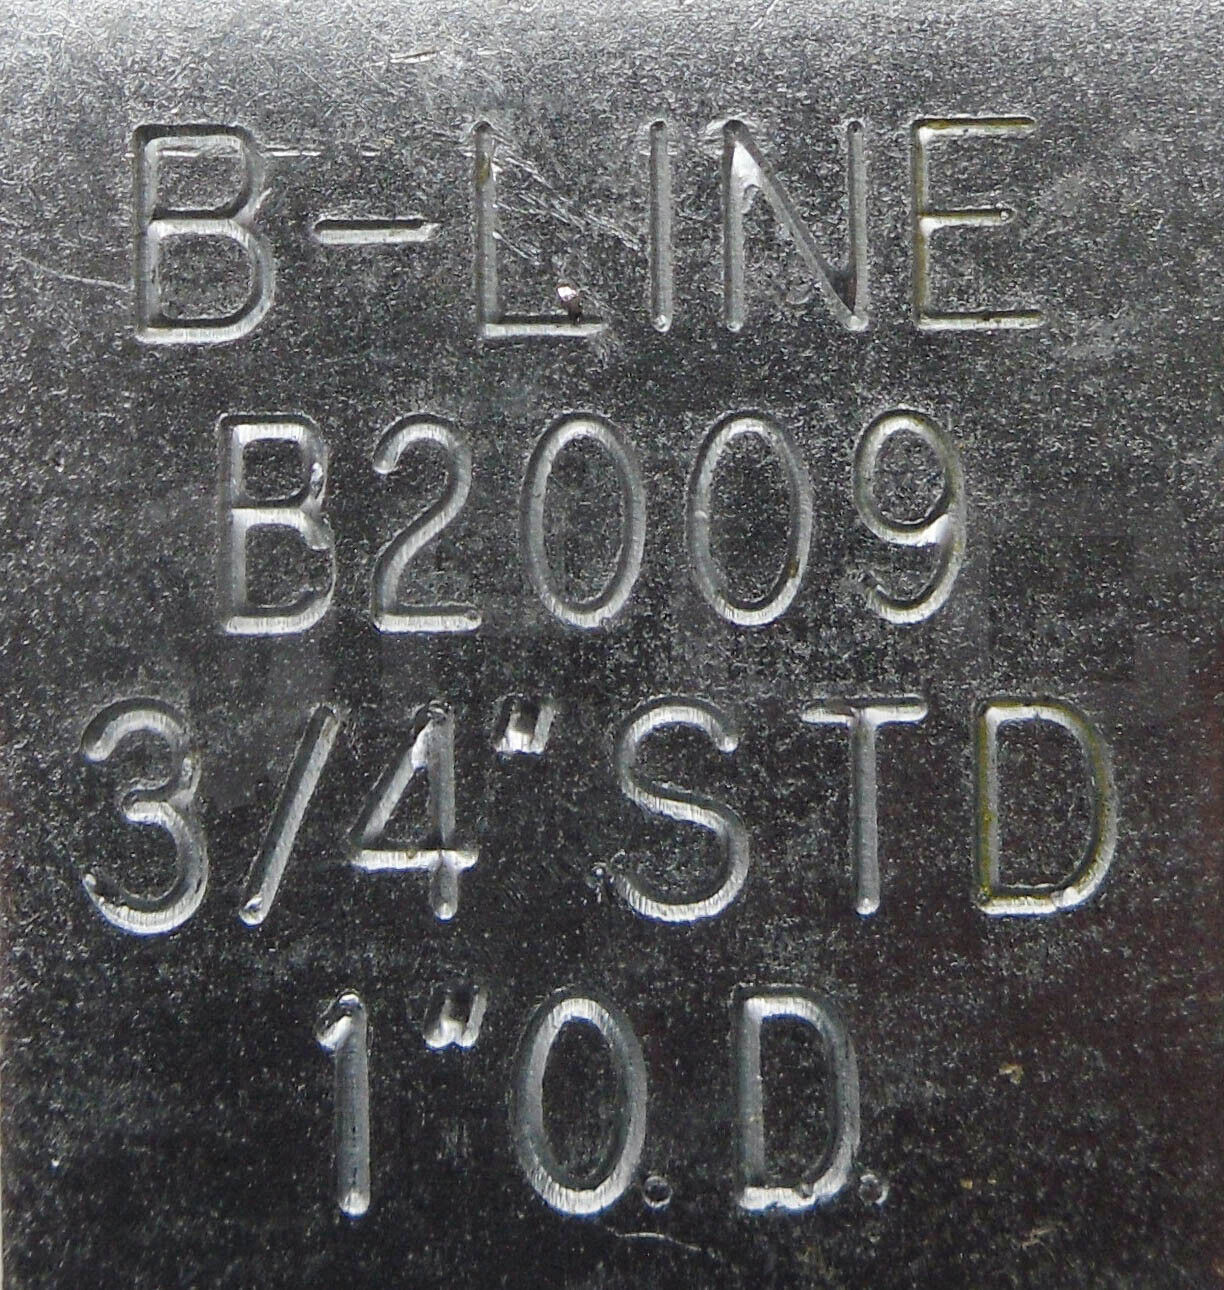 B-LINE
B2009
3/4"STD
1"O.D.